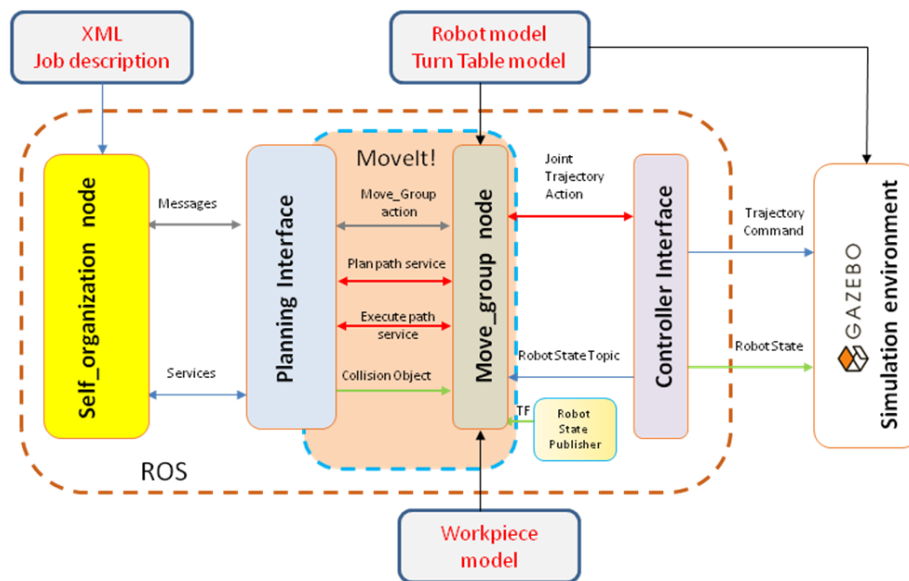 XML
Job description
Robot model
Turn Table model
MoveIt!
Self_organization node
Messages
Services
Planning Interface
Move_Group
action
Plan path service
Execute path
service
Collision Object
Move_group node
Joint
Trajectory
Action
Robot State Topic
TF
Robot
State
Publisher
Controller Interface
Trajectory
Command
Robot State
GAZEBO
Simulation environment
ROS
Workpiece
model